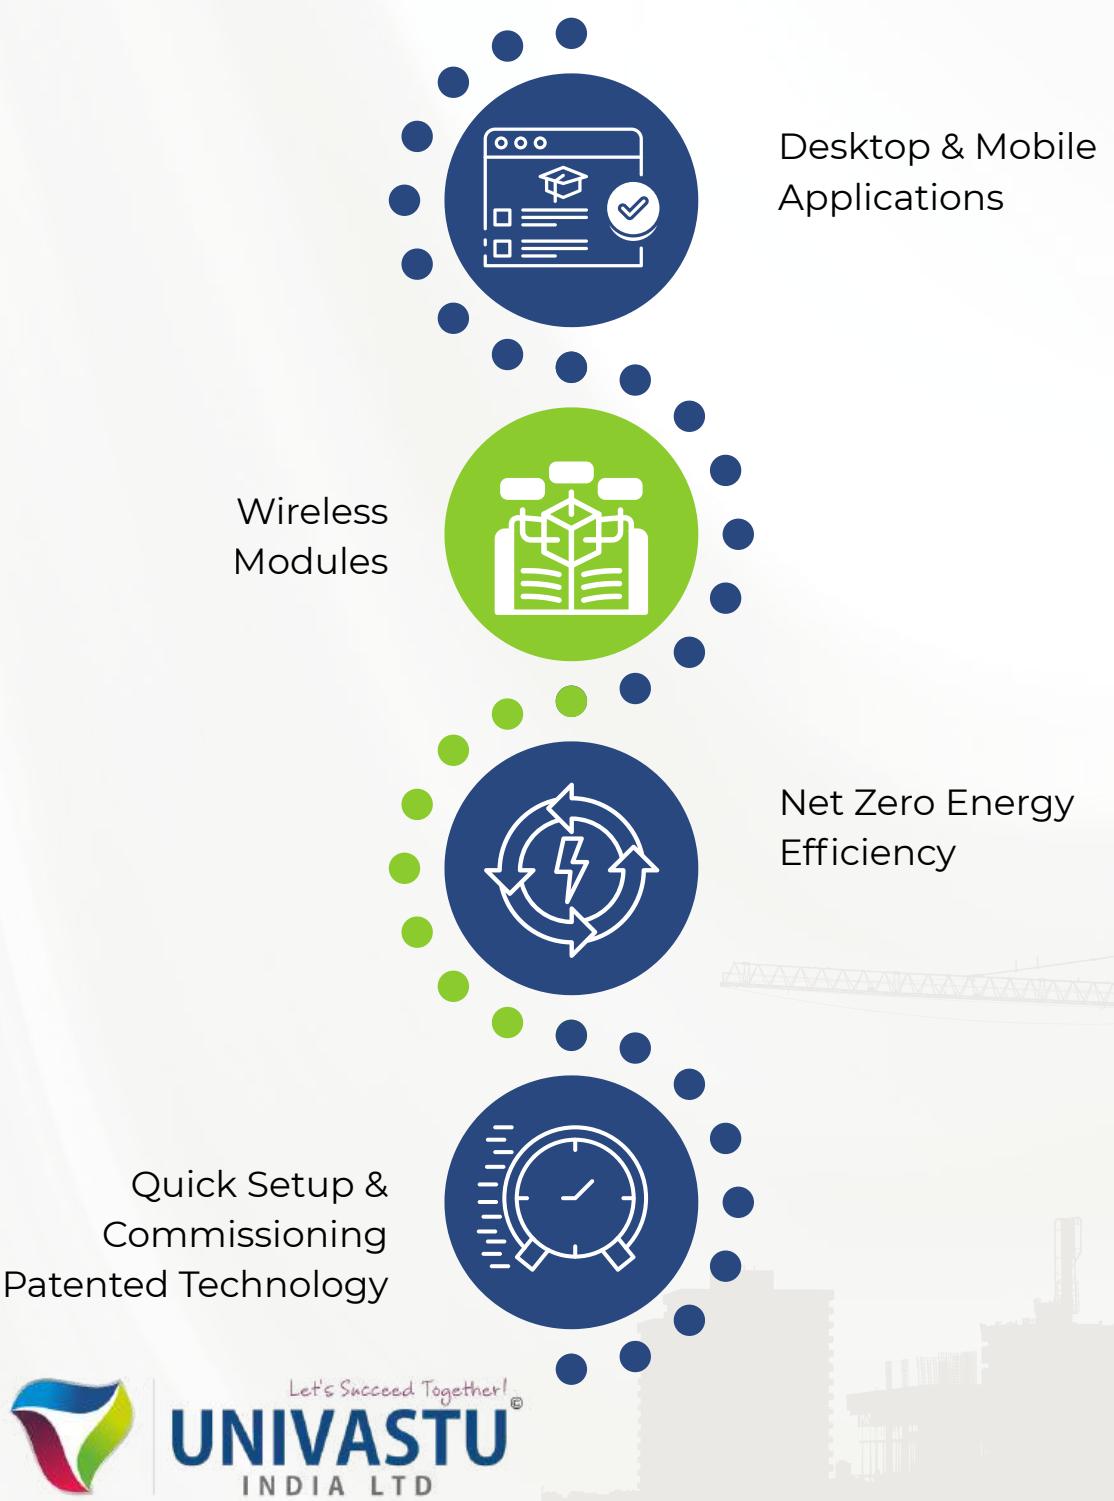 Desktop & Mobile
Applications
Wireless
Modules
Net Zero Energy
Efficiency
Quick Setup &
Commissioning
Patented Technology
Let's Succeed Together!
UNIVASTU©
INDIA LTD